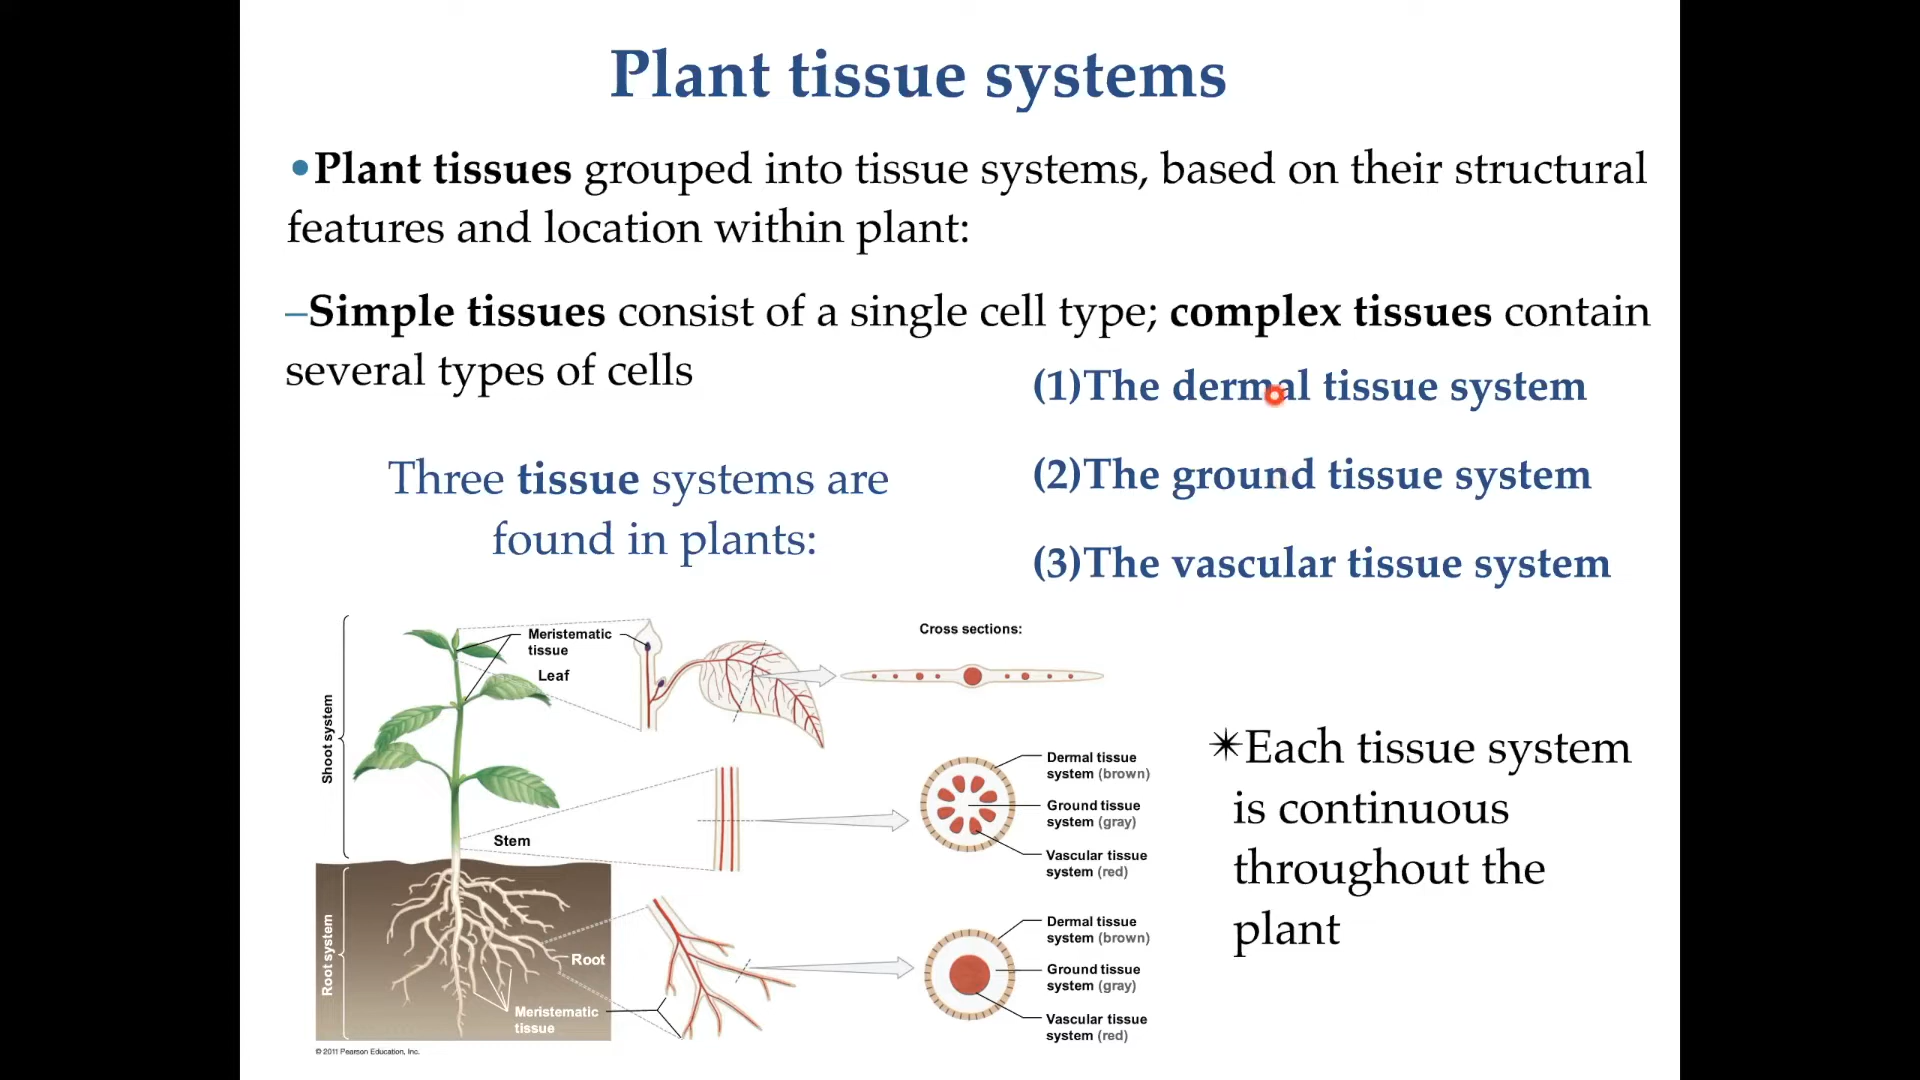 Plant tissue systems
•Plant tissues grouped into tissue systems, based on their structural
features and location within plant:
–Simple tissues consist of a single cell type; complex tissues contain
several types of cells
(1)The dermal tissue system
(2)The ground tissue system
(3)The vascular tissue system
Three tissue systems are
found in plants:
Shoot system
Meristematic
tissue
Leaf
Stem
Root system
Root
Meristematic
tissue
Cross sections:
Dermal tissue
system (brown)
Ground tissue
system (gray)
Vascular tissue
system (red)
Dermal tissue
system (brown)
Ground tissue
system (gray)
Vascular tissue
system (red)
✴Each tissue system
is continuous
throughout the
plant
© 2011 Pearson Education, Inc.